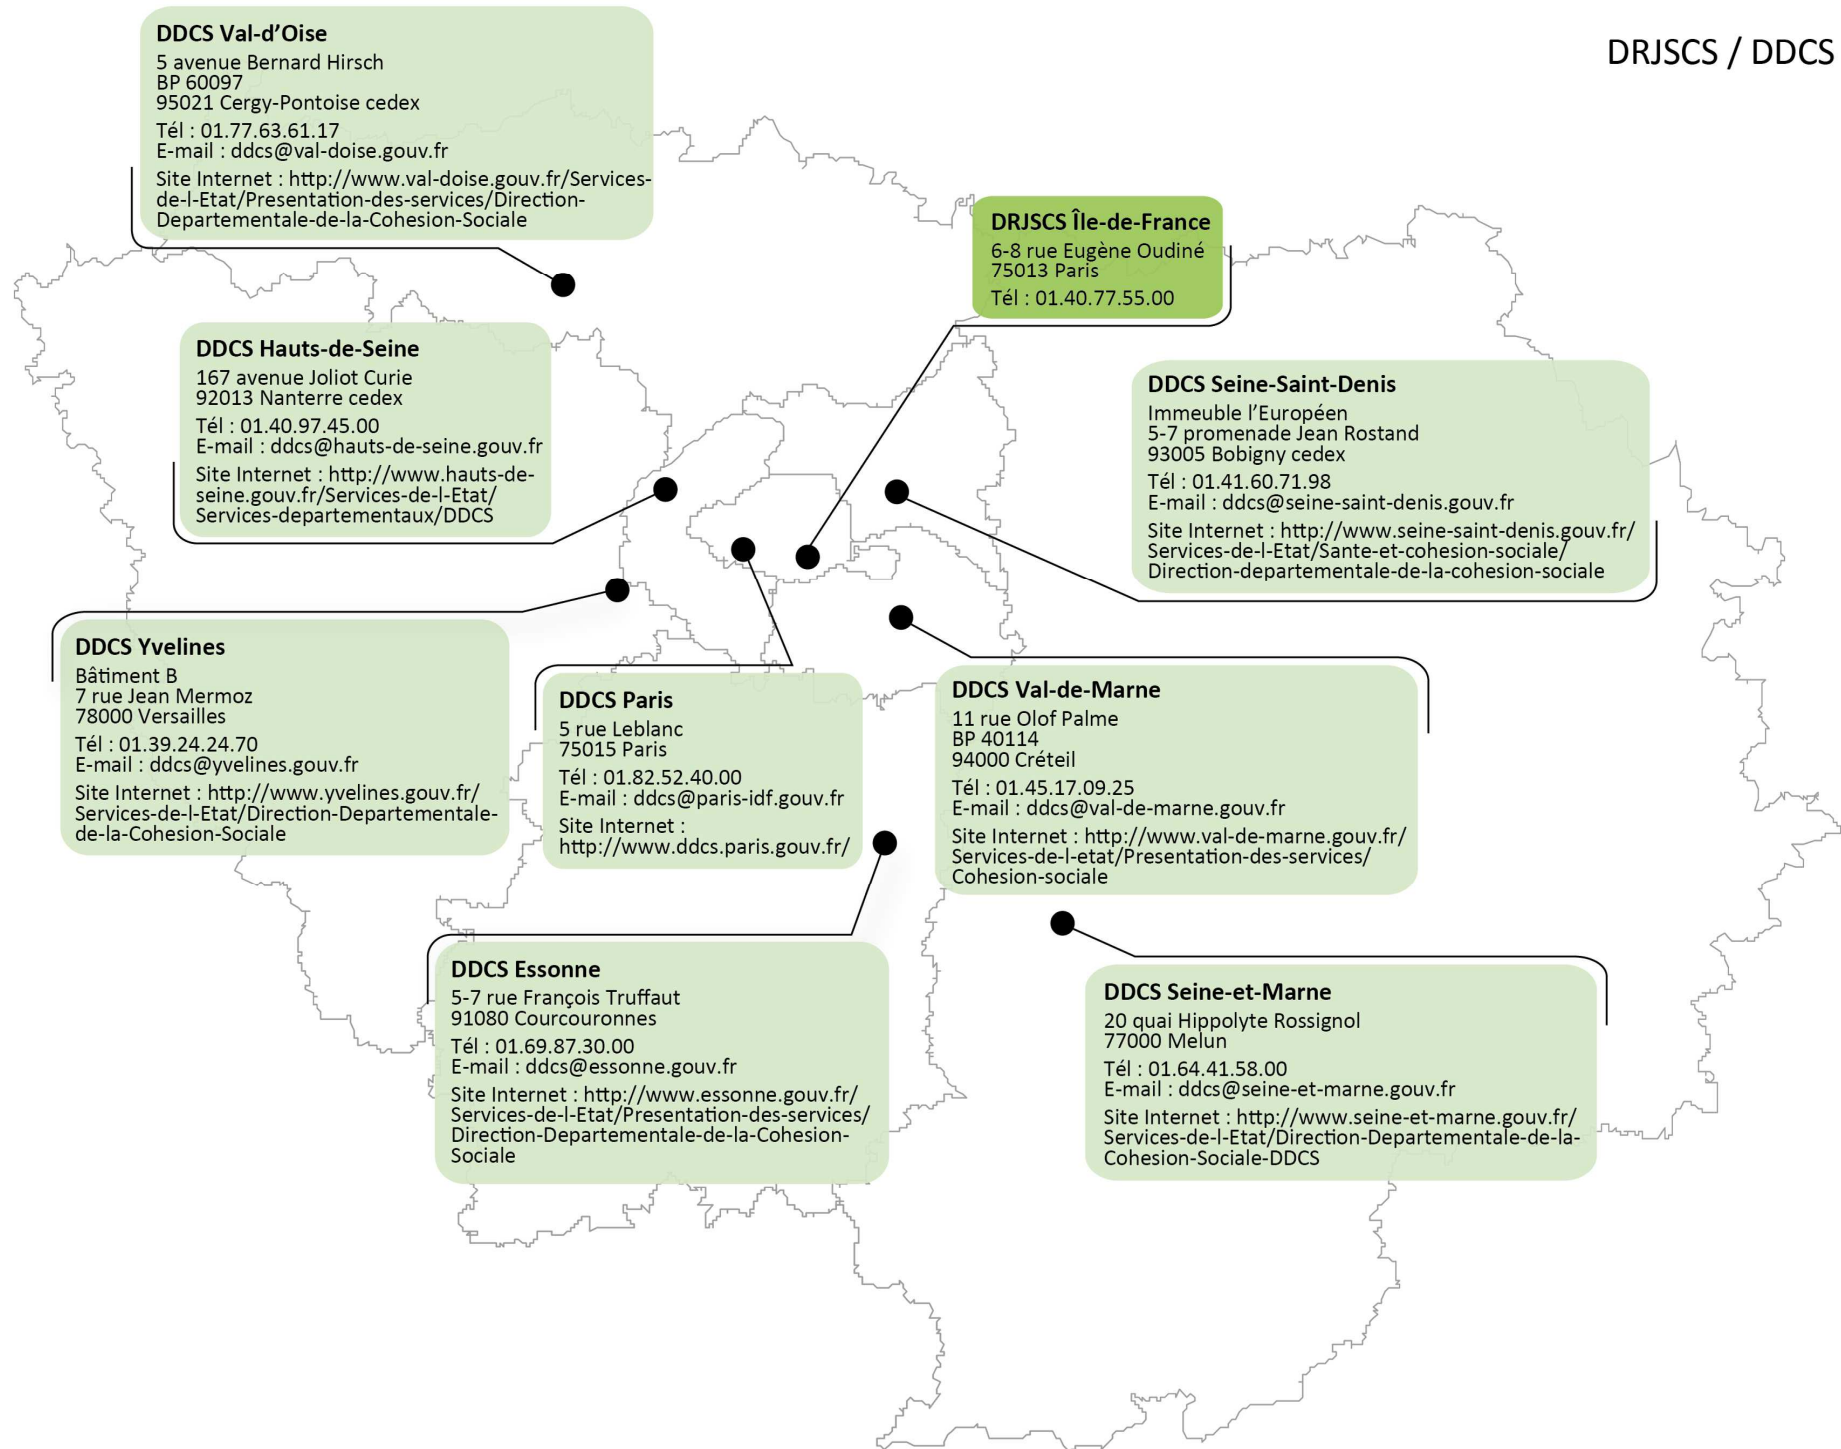 DRJSCS / DDCS
DDCS Val-d’Oise
5 avenue Bernard Hirsch
BP 60097
95021 Cergy-Pontoise cedex
Tél : 01.77.63.61.17
E-mail : ddcs@val-doise.gouv.fr
Site Internet : http://www.val-doise.gouv.fr/Services-
de-l-Etat/Presentation-des-services/Direction-
Departementale-de-la-Cohesion-Sociale
DRJSCS Île-de-France
6-8 rue Eugène Oudiné
75013 Paris
Tél : 01.40.77.55.00
DDCS Hauts-de-Seine
167 avenue Joliot Curie
92013 Nanterre cedex
Tél : 01.40.97.45.00
E-mail : ddcs@hauts-de-seine.gouv.fr
Site Internet : http://www.hauts-de-
seine.gouv.fr/Services-de-l-Etat/
Services-departementaux/DDCS
DDCS Seine-Saint-Denis
Immeuble l’Européen
5-7 promenade Jean Rostand
93005 Bobigny cedex
Tél : 01.41.60.71.98
E-mail : ddcs@seine-saint-denis.gouv.fr
Site Internet : http://www.seine-saint-denis.gouv.fr/
Services-de-l-Etat/Sante-et-cohesion-sociale/
Direction-departementale-de-la-cohesion-sociale
DDCS Yvelines
Bâtiment B
7 rue Jean Mermoz
78000 Versailles
Tél : 01.39.24.24.70
E-mail : ddcs@yvelines.gouv.fr
Site Internet : http://www.yvelines.gouv.fr/
Services-de-l-Etat/Direction-Departementale-
de-la-Cohesion-Sociale
DDCS Paris
5 rue Leblanc
75015 Paris
Tél : 01.82.52.40.00
E-mail : ddcs@paris-idf.gouv.fr
Site Internet :
http://www.ddcs.paris.gouv.fr/
DDCS Val-de-Marne
11 rue Olof Palme
BP 40114
94000 Créteil
Tél : 01.45.17.09.25
E-mail : ddcs@val-de-marne.gouv.fr
Site Internet : http://www.val-de-marne.gouv.fr/
Services-de-l-etat/Presentation-des-services/
Cohesion-sociale
DDCS Essonne
5-7 rue François Truffaut
91080 Courcouronnes
Tél : 01.69.87.30.00
E-mail : ddcs@essonne.gouv.fr
Site Internet : http://www.essonne.gouv.fr/
Services-de-l-Etat/Presentation-des-services/
Direction-Departementale-de-la-Cohesion-
Sociale
DDCS Seine-et-Marne
20 quai Hippolyte Rossignol
77000 Melun
Tél : 01.64.41.58.00
E-mail : ddcs@seine-et-marne.gouv.fr
Site Internet : http://www.seine-et-marne.gouv.fr/
Services-de-l-Etat/Direction-Departementale-de-la-
Cohesion-Sociale-DDCS